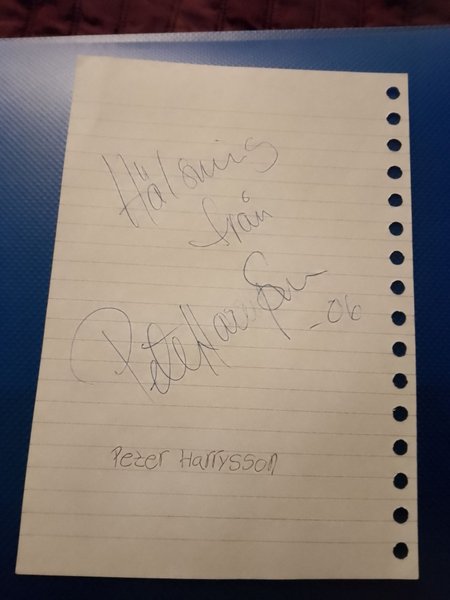 Hälsning
från
Peter Harrysson
-06
Peter Harrysson